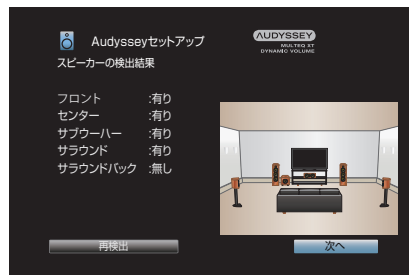 Audysseyセットアップ
AUDYSSEY
MULTEQ XT
DYNAMIC VOLUME
スピーカーの検出結果
フロント :有り
センター :有り
サブウーハー :有り
サラウンド :有り
サラウンドバック :無し
再検出
次へ